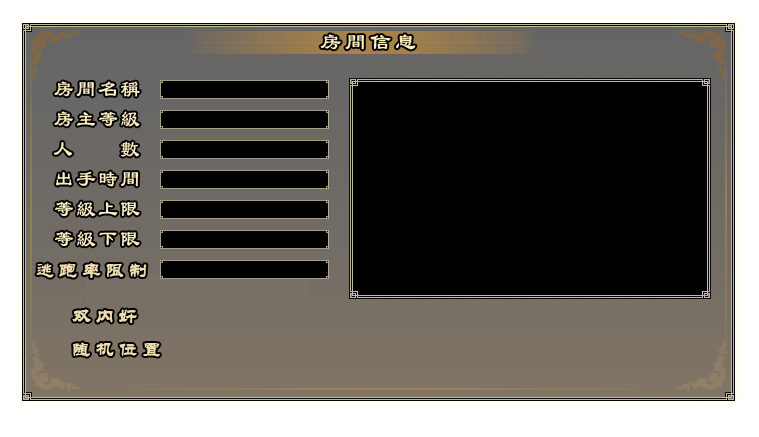 房間信息
房間名稱
房主等級
人 數
出手時間
等級上限
等級下限
逃跑率限制
双内奸
随机位置